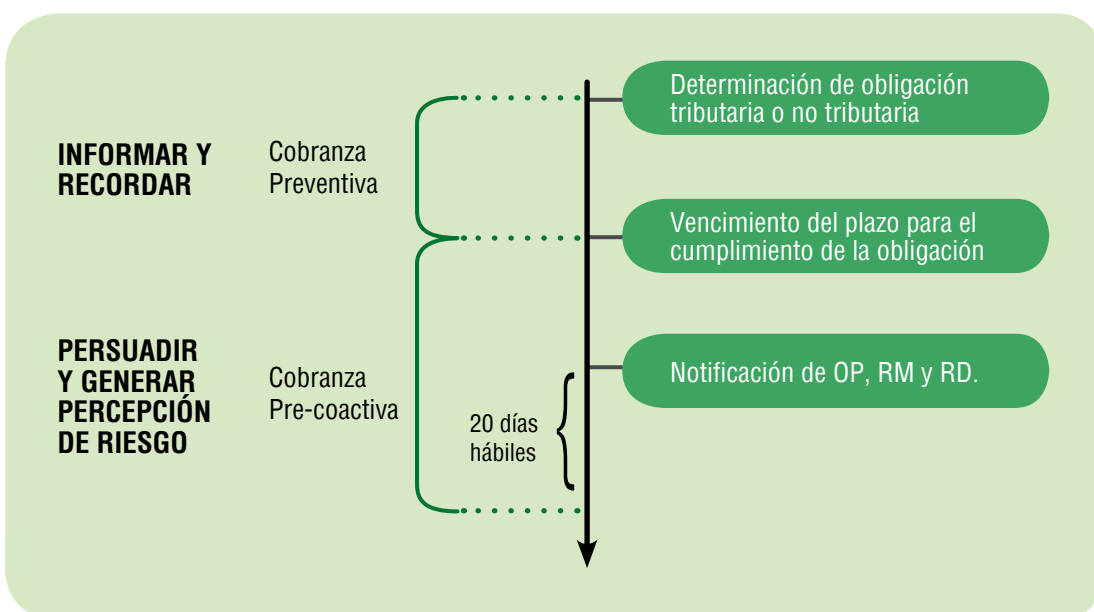 Determinación de obligación
tributaria o no tributaria
INFORMAR Y
RECORDAR
Cobranza
Preventiva
Vencimiento del plazo para el
cumplimiento de la obligación
PERSUADIR
Y GENERAR
PERCEPCIÓN
DE RIESGO
Cobranza
Pre-coactiva
Notificación de OP, RM y RD.
20 días
hábiles